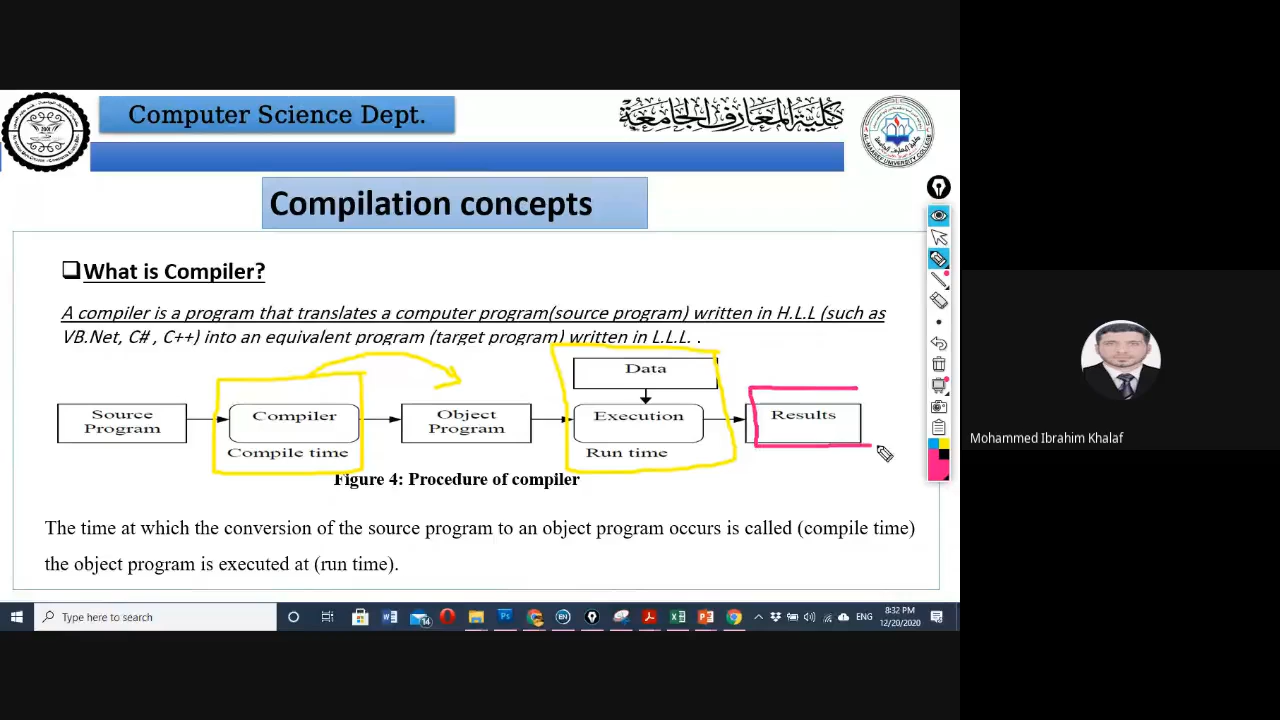 Computer Science Dept.
كلية المعارف الجامعة
Compilation concepts
What is Compiler?
A compiler is a program that translates a computer program(source program) written in H.L.L (such as
VB.Net, C# , C++) into an equivalent program (target program) written in L.L.L. .
Data
Source
Program
Compiler
Object
Program
Execution
Results
Compile time
Run time
Figure 4: Procedure of compiler
The time at which the conversion of the source program to an object program occurs is called (compile time)
the object program is executed at (run time).
Mohammed Ibrahim Khalaf
Type here to search
14
ENG
8:32 PM
12/20/2020